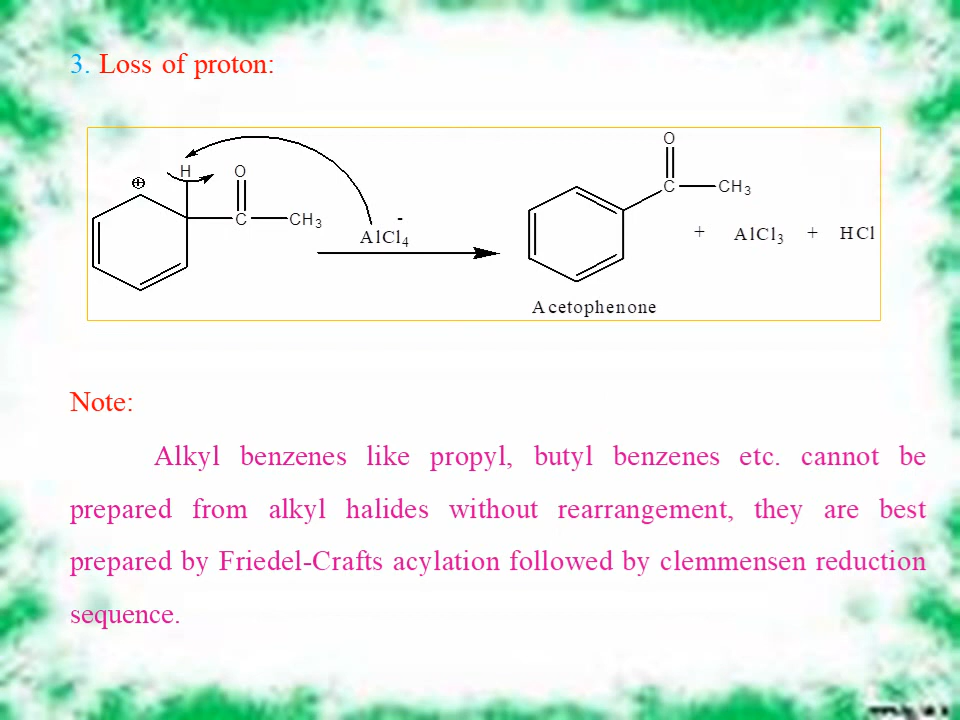 3. Loss of proton:
O
H O C CH3
⊕ C CH3 - AlCl4 + AlCl3 + HCl
Acetophenone
Note:
Alkyl benzenes like propyl, butyl benzenes etc. cannot be
prepared from alkyl halides without rearrangement, they are best
prepared by Friedel-Crafts acylation followed by clemmensen reduction
sequence.